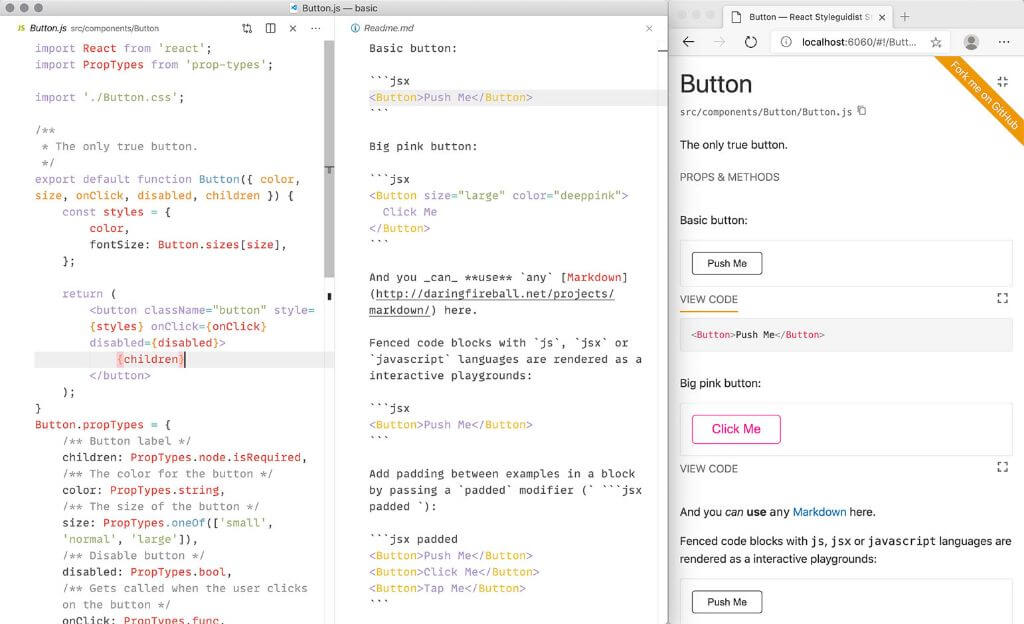 Button.js — basic
JS Button.js src/components/Button
import React from 'react';
import PropTypes from 'prop-types';
import './Button.css';
/**
* The only true button.
*/
export default function Button({ color,
size, onClick, disabled, children }) {
const styles = {
color,
fontSize: Button.sizes[size],
};
return (
<button className="button" style=
{styles} onClick={onClick}
disabled={disabled}>
{children}
</button>
);
}
Button.propTypes = {
/** Button label */
children: PropTypes.node.isRequired,
/** The color for the button */
color: PropTypes.string,
/** The size of the button */
size: PropTypes.oneOf(['small',
'normal', 'large']),
/** Disable button */
disabled: PropTypes.bool,
/** Gets called when the user clicks
on the button */
onClick: PropTypes.func,
Readme.md
Basic button:
```jsx
<Button>Push Me</Button>
```
Big pink button:
```jsx
<Button size="large" color="deeppink">
Click Me
</Button>
```
And you _can_ **use** `any` [Markdown]
(http://daringfireball.net/projects/
markdown/) here.
Fenced code blocks with `js`, `jsx` or
`javascript` languages are rendered as a
interactive playgrounds:
```jsx
<Button>Push Me</Button>
```
Add padding between examples in a block
by passing a `padded` modifier (` ```jsx
padded `):
```jsx padded
<Button>Push Me</Button>
<Button>Click Me</Button>
<Button>Tap Me</Button>
```
Button — React Styleguidist
localhost:6060/#!/Butt...
Fork me on GitHub
Button
src/components/Button/Button.js
The only true button.
PROPS & METHODS
Basic button:
Push Me
VIEW CODE
<Button>Push Me</Button>
Big pink button:
Click Me
VIEW CODE
And you can use any Markdown here.
Fenced code blocks with js, jsx or javascript languages are
rendered as a interactive playgrounds:
Push Me